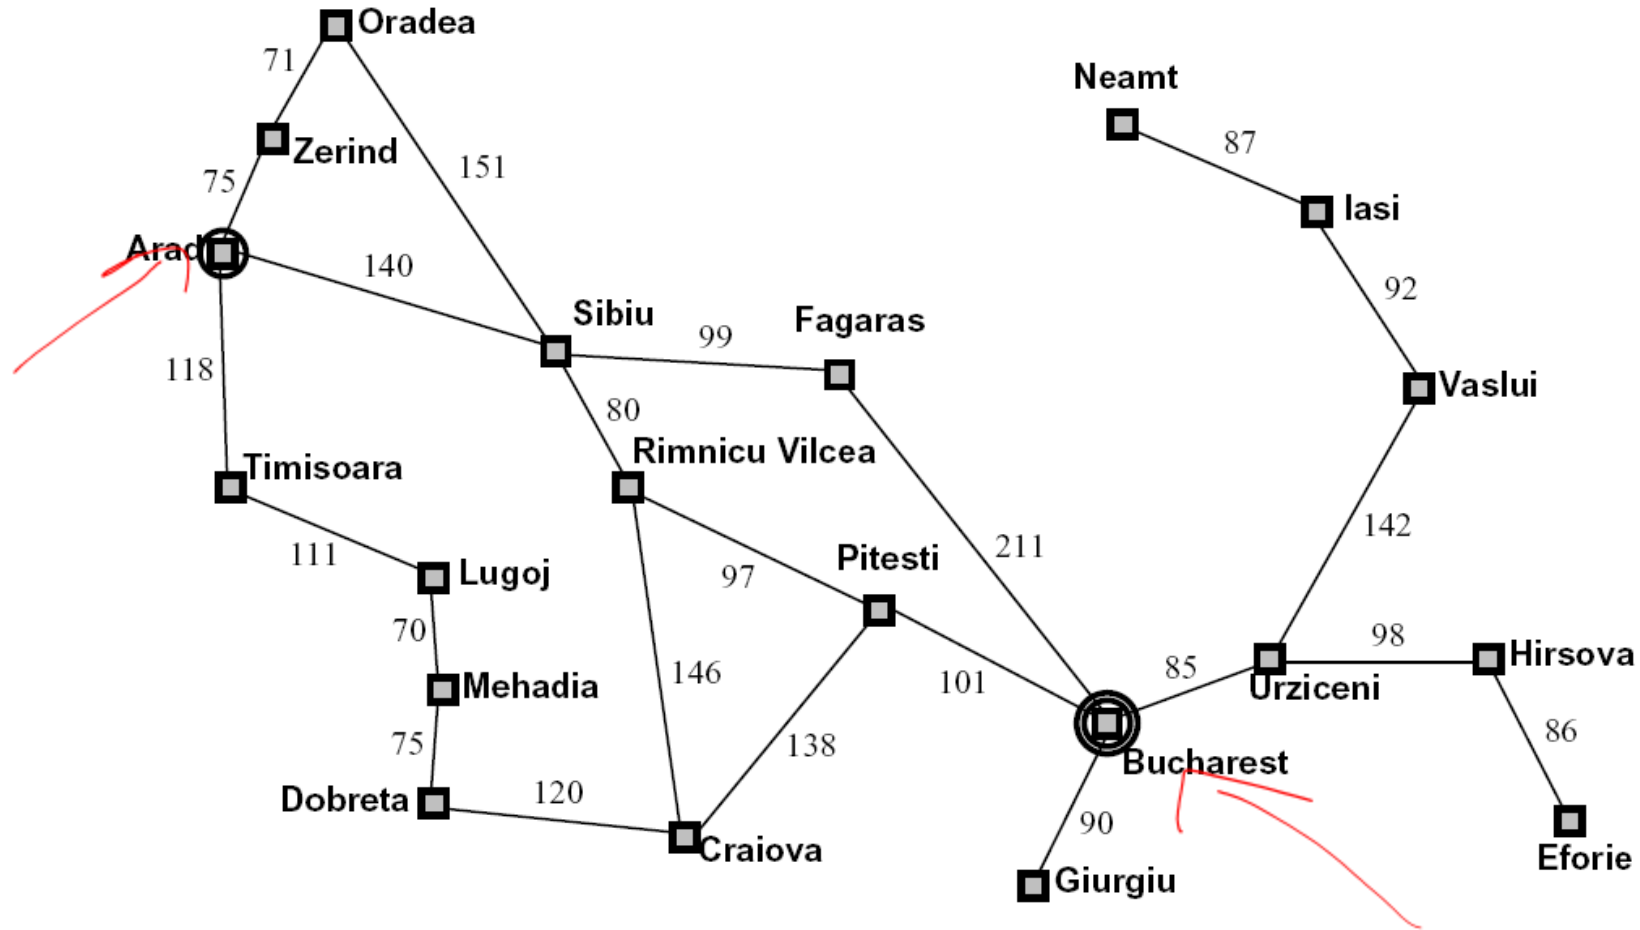 Oradea
71
Neamt
87
Zerind
151
75
Iasi
Arad
140
92
Sibiu
Fagaras
99
118
Vaslui
80
Rimnicu Vilcea
Timisoara
142
211
111
Pitesti
Lugoj
97
70
98
Hirsova
146
85
Mehadia
101
Urziceni
86
75
138
Bucharest
Dobreta
120
90
Craiova
Eforie
Giurgiu